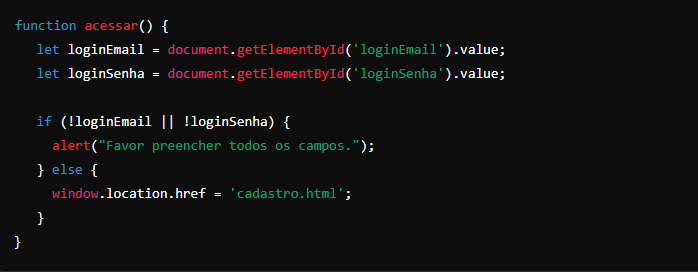 function acessar() {
let loginEmail = document.getElementById('loginEmail').value;
let loginSenha = document.getElementById('loginSenha').value;
if (!loginEmail || !loginSenha) {
alert("Favor preencher todos os campos.");
} else {
window.location.href = 'cadastro.html';
}
}